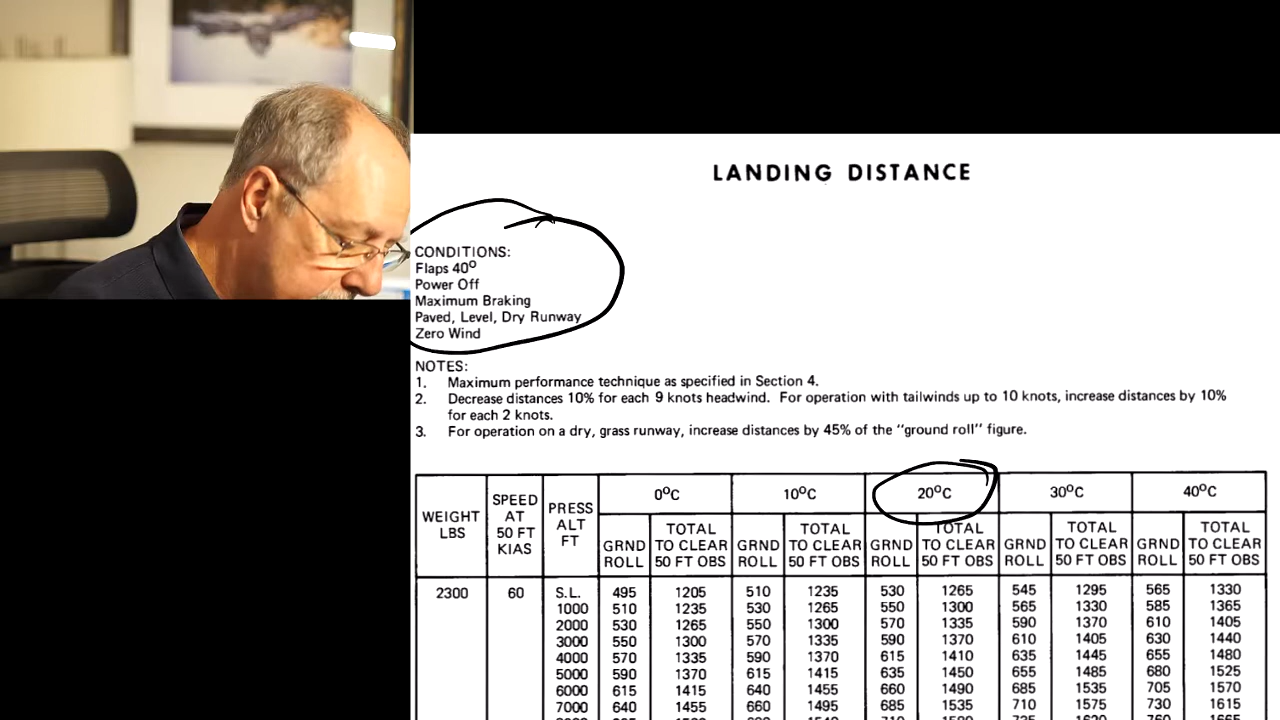 LANDING DISTANCE
CONDITIONS:
Flaps 40°
Power Off
Maximum Braking
Paved, Level, Dry Runway
Zero Wind
NOTES:
1. Maximum performance technique as specified in Section 4.
2. Decrease distances 10% for each 9 knots headwind. For operation with tailwinds up to 10 knots, increase distances by 10%
for each 2 knots.
3. For operation on a dry, grass runway, increase distances by 45% of the "ground roll" figure.
WEIGHT LBS SPEED AT 50 FT KIAS PRESS ALT FT 0°C 10°C 20°C 30°C 40°C
GRND ROLL TOTAL TO CLEAR 50 FT OBS GRND ROLL TOTAL TO CLEAR 50 FT OBS GRND ROLL TOTAL TO CLEAR 50 FT OBS GRND ROLL TOTAL TO CLEAR 50 FT OBS GRND ROLL TOTAL TO CLEAR 50 FT OBS
2300 60 S.L. 495 1205 510 1235 530 1265 545 1295 565 1330
1000 510 1235 530 1265 550 1300 565 1330 585 1365
2000 530 1265 550 1300 570 1335 590 1370 610 1405
3000 550 1300 570 1335 590 1370 610 1405 630 1440
4000 570 1335 590 1370 615 1410 635 1445 655 1480
5000 590 1370 615 1415 635 1450 655 1485 680 1525
6000 615 1415 640 1455 660 1490 685 1535 705 1570
7000 640 1455 660 1495 685 1535 710 1575 730 1615